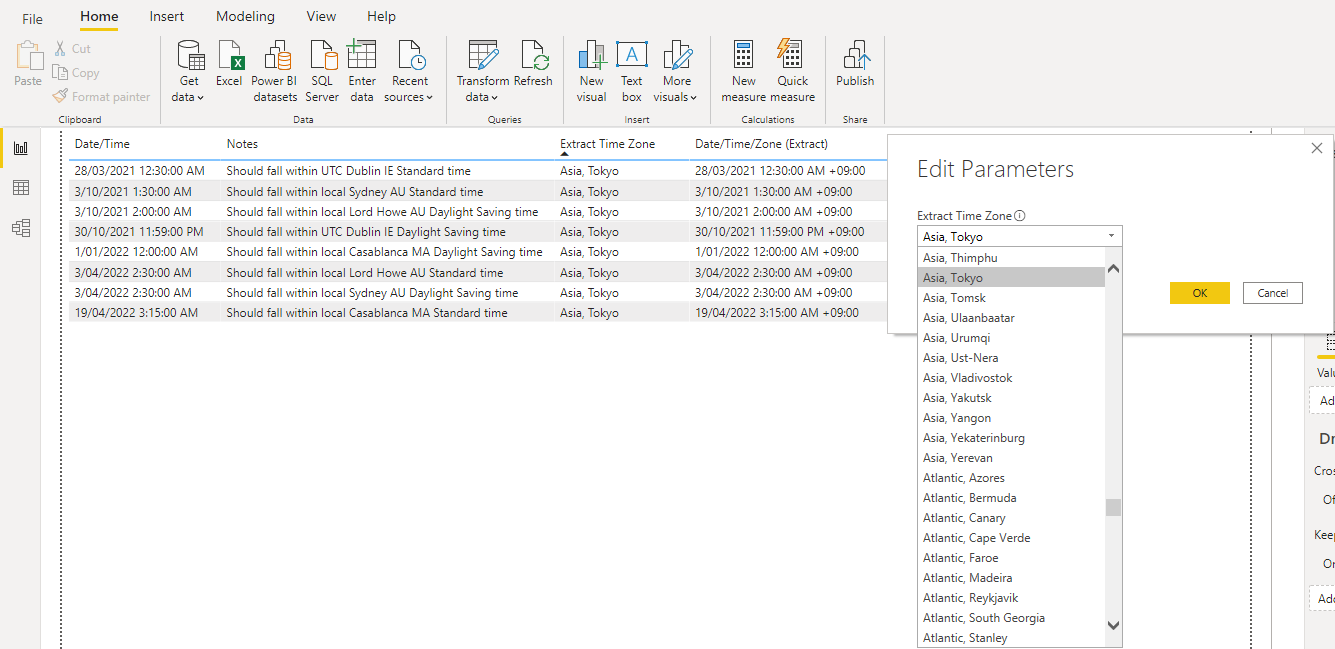 File Home Insert Modeling View Help
Paste
Cut
Copy
Format painter
Get data
Excel
Power BI datasets
SQL Server
Enter data
Recent sources
Transform data
Refresh
New visual
Text box
More visuals
New measure
Quick measure
Publish
Clipboard Data Queries Insert Calculations Share
Date/Time Notes Extract Time Zone Date/Time/Zone (Extract)
28/03/2021 12:30:00 AM Should fall within UTC Dublin IE Standard time Asia, Tokyo 28/03/2021 12:30:00 AM +09:00
3/10/2021 1:30:00 AM Should fall within local Sydney AU Standard time Asia, Tokyo 3/10/2021 1:30:00 AM +09:00
3/10/2021 2:00:00 AM Should fall within local Lord Howe AU Daylight Saving time Asia, Tokyo 3/10/2021 2:00:00 AM +09:00
30/10/2021 11:59:00 PM Should fall within UTC Dublin IE Daylight Saving time Asia, Tokyo 30/10/2021 11:59:00 PM +09:00
1/01/2022 12:00:00 AM Should fall within local Casablanca MA Daylight Saving time Asia, Tokyo 1/01/2022 12:00:00 AM +09:00
3/04/2022 2:30:00 AM Should fall within local Lord Howe AU Standard time Asia, Tokyo 3/04/2022 2:30:00 AM +09:00
3/04/2022 2:30:00 AM Should fall within local Sydney AU Daylight Saving time Asia, Tokyo 3/04/2022 2:30:00 AM +09:00
19/04/2022 3:15:00 AM Should fall within local Casablanca MA Standard time Asia, Tokyo 19/04/2022 3:15:00 AM +09:00
Edit Parameters
Extract Time Zone
Asia, Tokyo
Asia, Thimphu
Asia, Tokyo
Asia, Tomsk
Asia, Ulaanbaatar
Asia, Urumqi
Asia, Ust-Nera
Asia, Vladivostok
Asia, Yakutsk
Asia, Yangon
Asia, Yekaterinburg
Asia, Yerevan
Atlantic, Azores
Atlantic, Bermuda
Atlantic, Canary
Atlantic, Cape Verde
Atlantic, Faroe
Atlantic, Madeira
Atlantic, Reykjavik
Atlantic, South Georgia
Atlantic, Stanley
OK Cancel